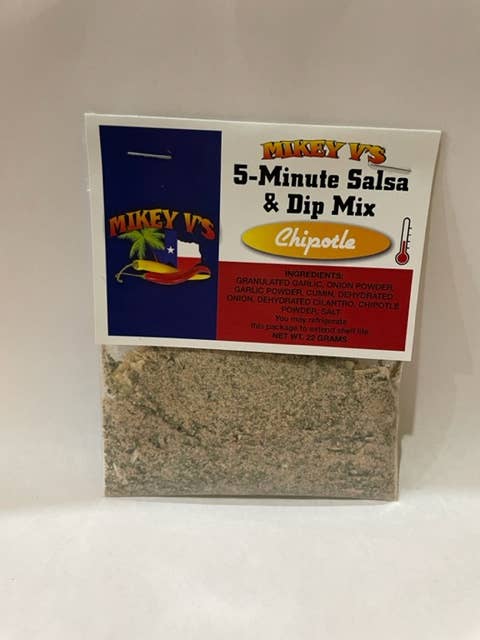 MIKEY V'S
5-Minute Salsa
& Dip Mix
Chipotle
MIKEY V'S
INGREDIENTS:
GRANULATED GARLIC, ONION POWDER,
GARLIC POWDER, CUMIN, DEHYDRATED
ONION, DEHYDRATED CILANTRO, CHIPOTLE
POWDER, SALT
You may refrigerate
this package to extend shelf life
NET WT. 22 GRAMS